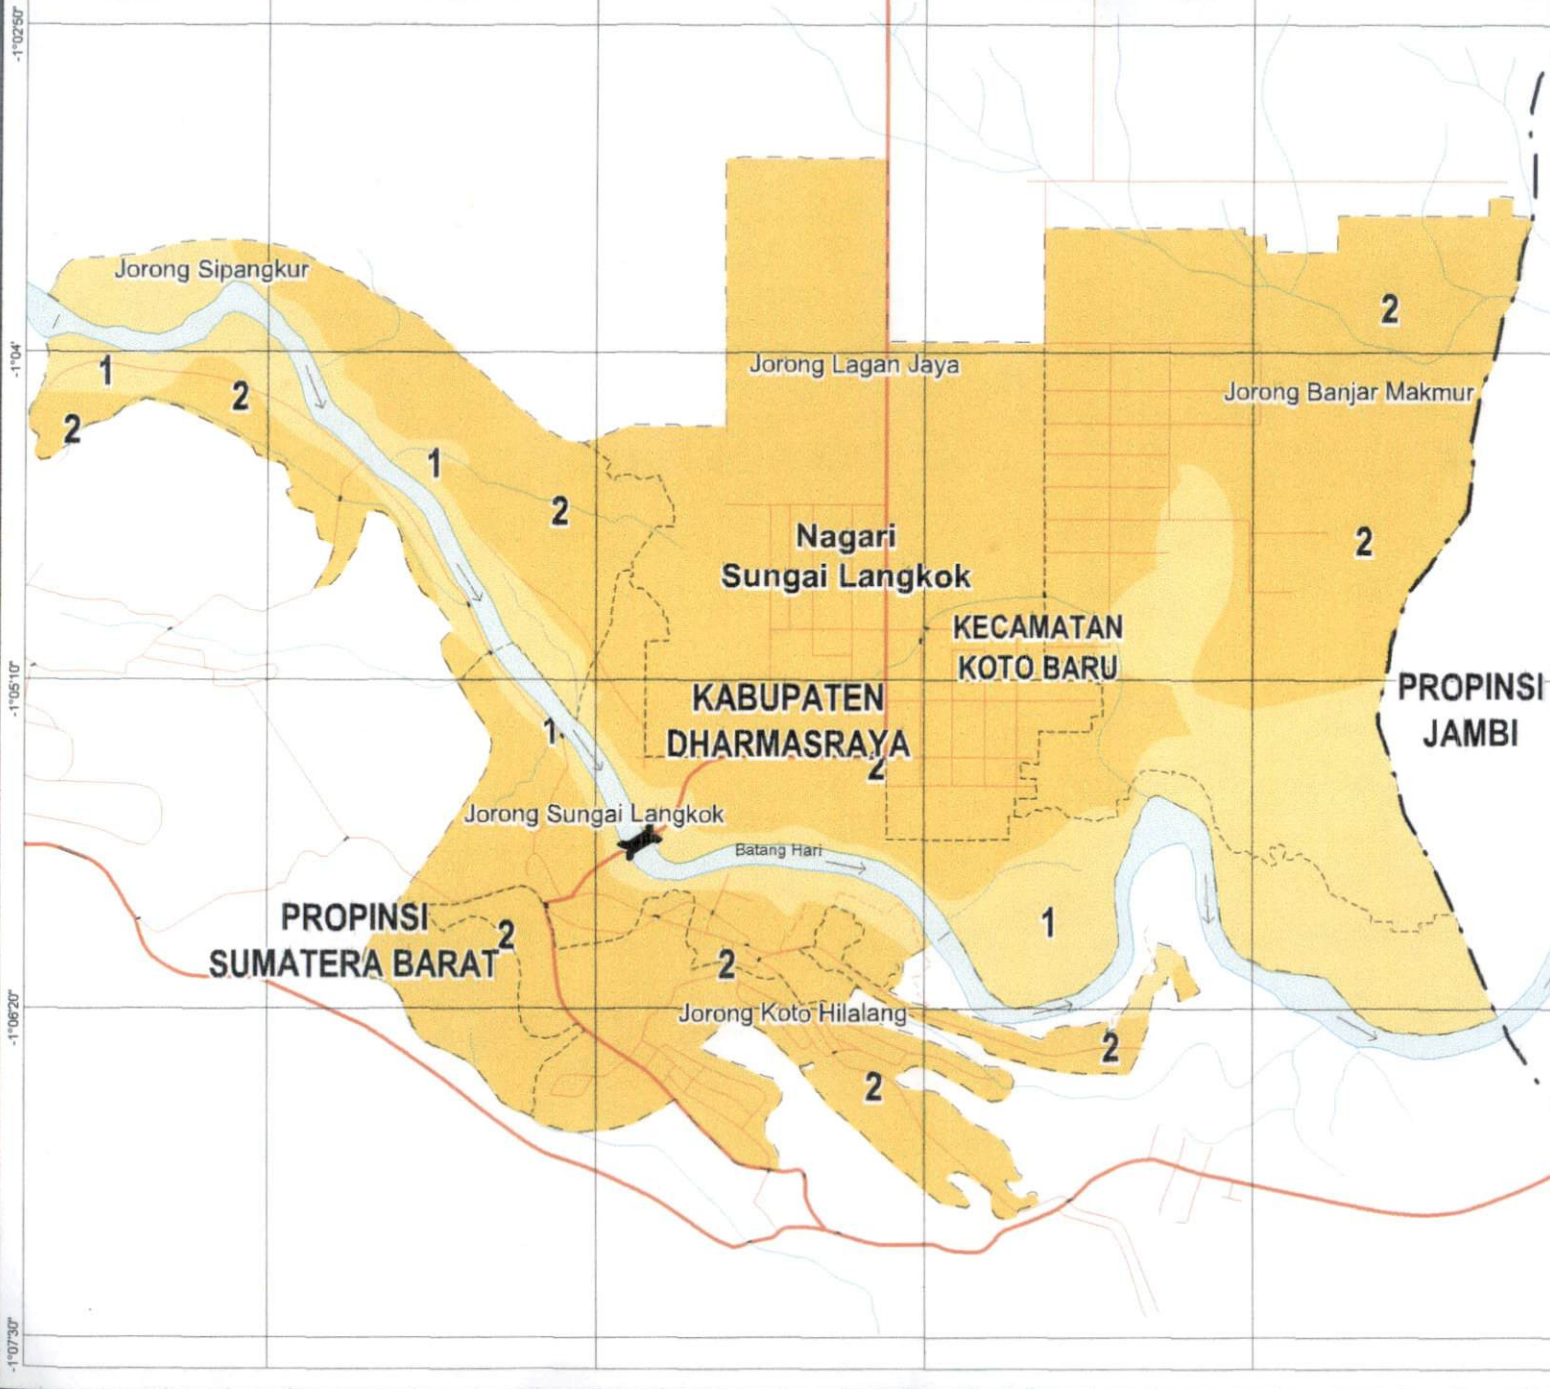 -1°02'50"
Jorong Sipangkur
2
-1°04'
1
Jorong Lagan Jaya
2
Jorong Banjar Makmur
2
1
2
Nagari
Sungai Langkok
2
KECAMATAN
KOTO BARU
-1°05'10"
KABUPATEN
DHARMASRAYA
PROPINSI
JAMBI
1
2
Jorong Sungai Langkok
Batang Hari
PROPINSI
SUMATERA BARAT
2
1
2
Jorong Koto Hilalang
-1°06'20"
2
2
-1°07'30"